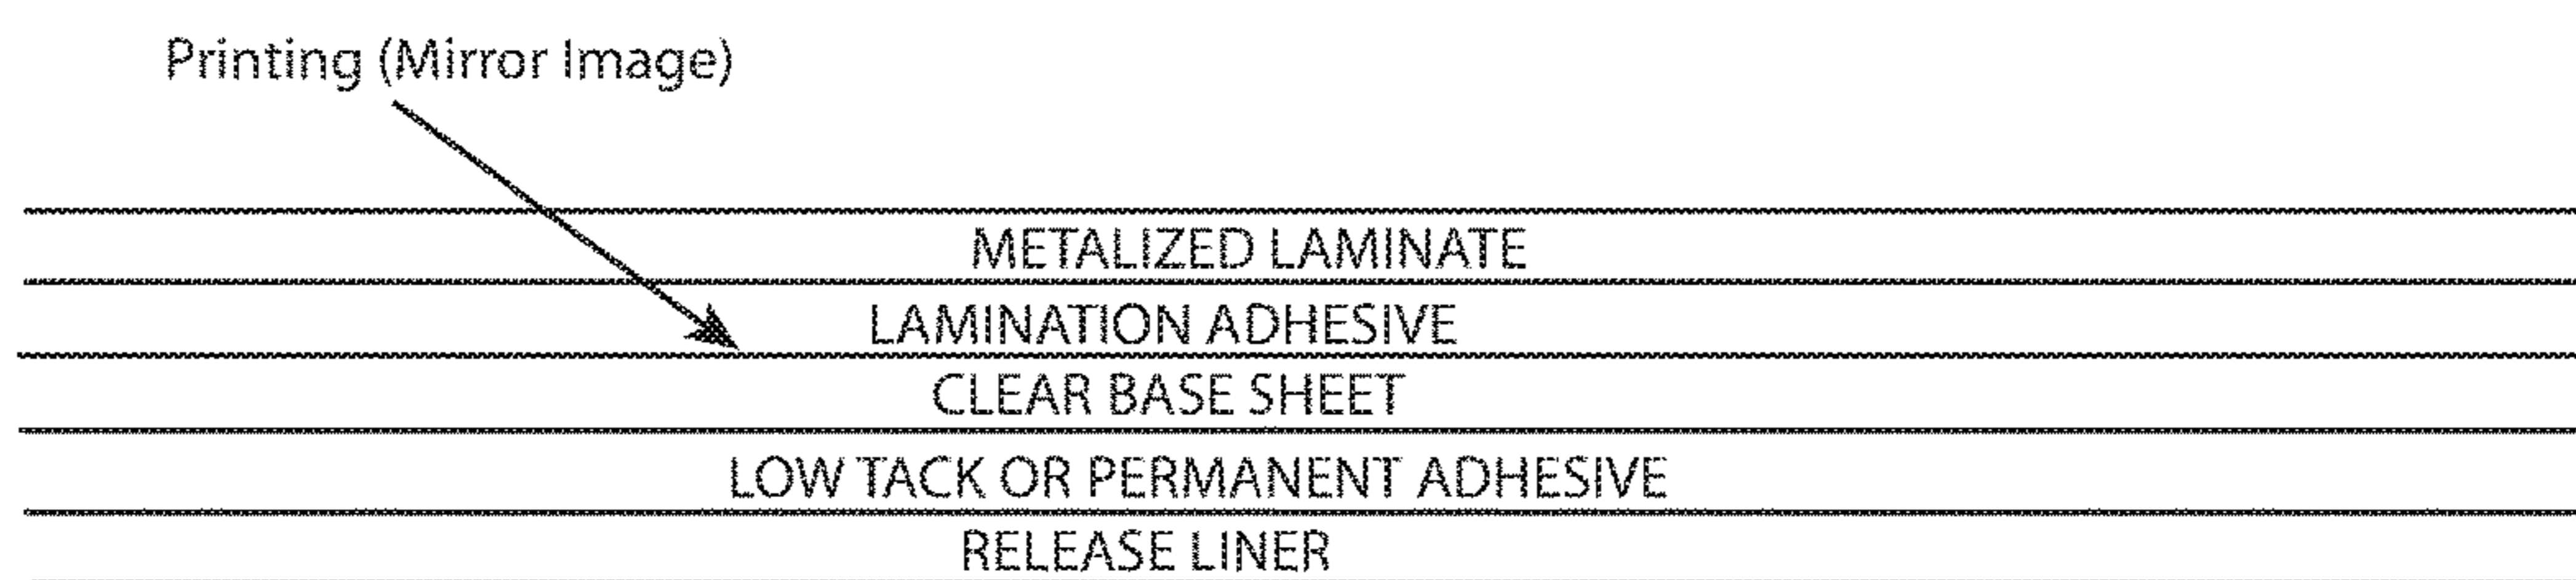 Printing (Mirror Image)
METALIZED LAMINATE
LAMINATION ADHESIVE
CLEAR BASE SHEET
LOW TACK OR PERMANENT ADHESIVE
RELEASE LINER